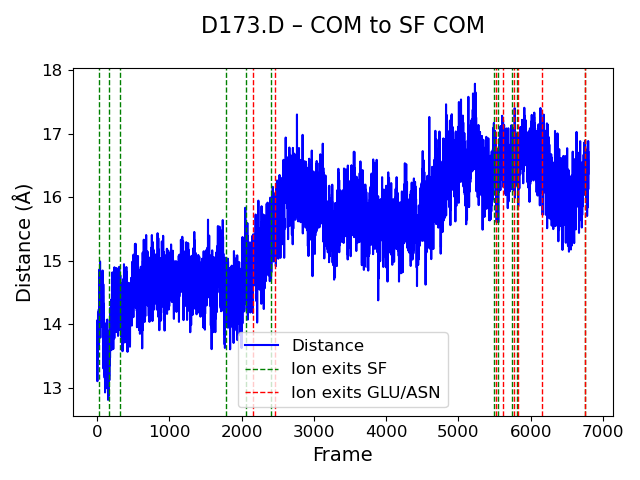 D173.D – COM to SF COM
Distance (Å)
18
17
16
15
14
13
Distance
Ion exits SF
Ion exits GLU/ASN
0 1000 2000 3000 4000 5000 6000 7000
Frame